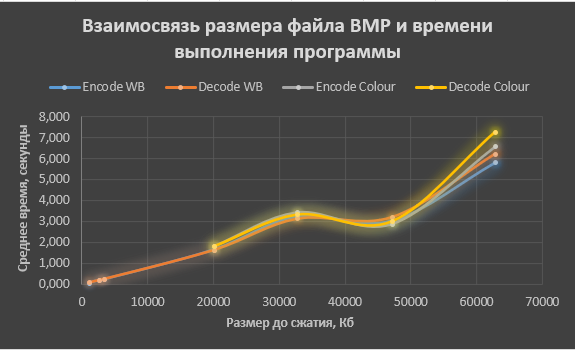 Взаимосвязь размера файла BMP и времени
выполнения программы
Encode WB Decode WB Encode Colour Decode Colour
Среднее время, секунды
8,000
7,000
6,000
5,000
4,000
3,000
2,000
1,000
0,000
0 10000 20000 30000 40000 50000 60000 70000
Размер до сжатия, Кб